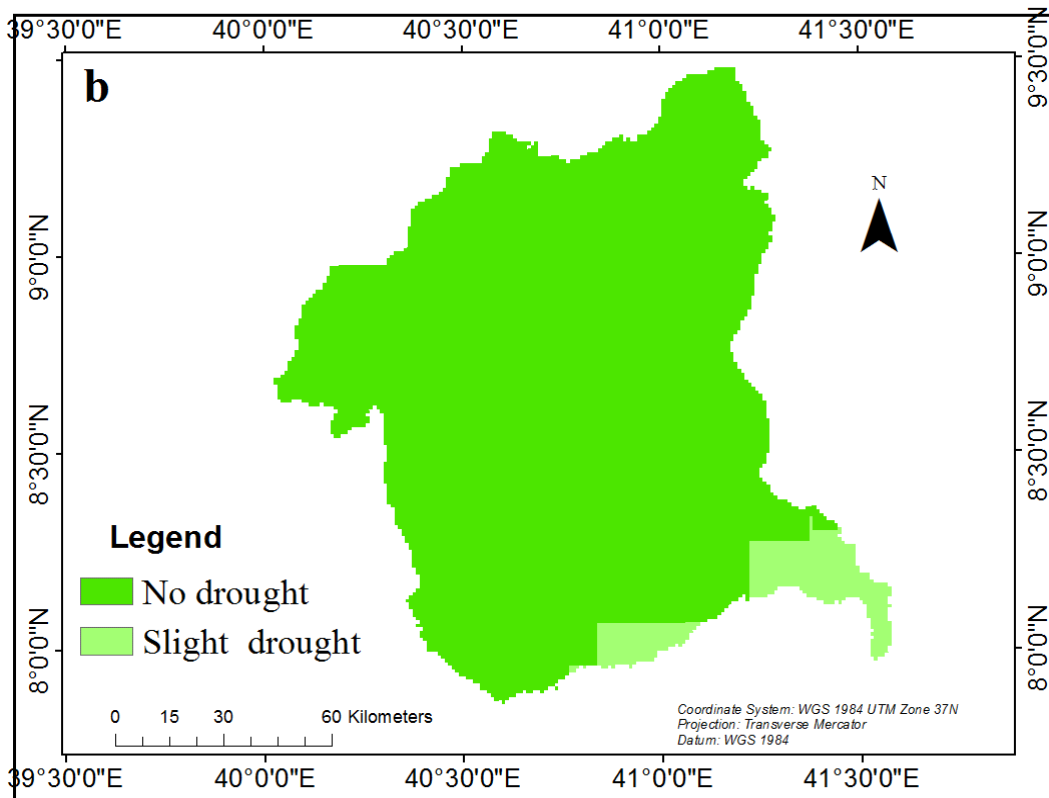 39°30'0"E 40°0'0"E 40°30'0"E 41°0'0"E 41°30'0"E
b
9°30'0"N
N
9°0'0"N
9°0'0"N
8°30'0"N
8°30'0"N
Legend
No drought
Slight drought
8°0'0"N
8°0'0"N
0 15 30 60 Kilometers
Coordinate System: WGS 1984 UTM Zone 37N
Projection: Transverse Mercator
Datum: WGS 1984
39°30'0"E 40°0'0"E 40°30'0"E 41°0'0"E 41°30'0"E